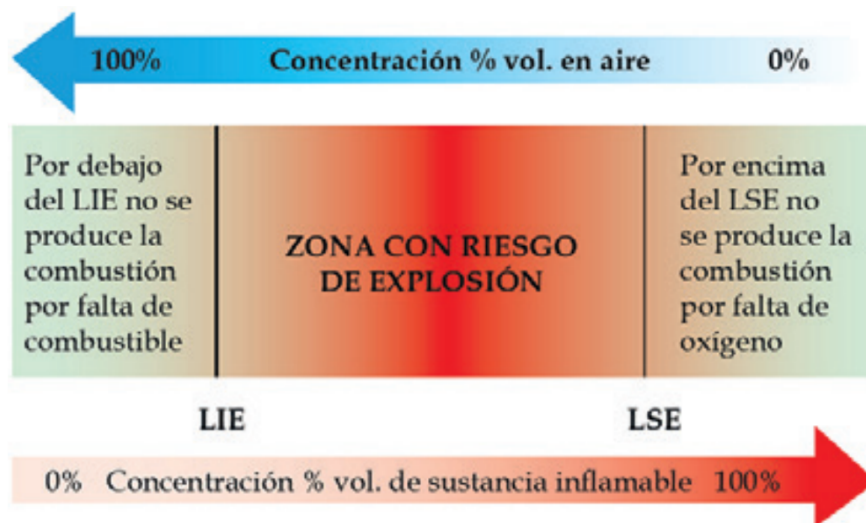 100% Concentración % vol. en aire 0%
Por debajo
del LIE no se
produce la
combustión
por falta de
combustible
ZONA CON RIESGO
DE EXPLOSIÓN
Por encima
del LSE no
se produce la
combustión
por falta de
oxígeno
LIE
LSE
0% Concentración % vol. de sustancia inflamable 100%